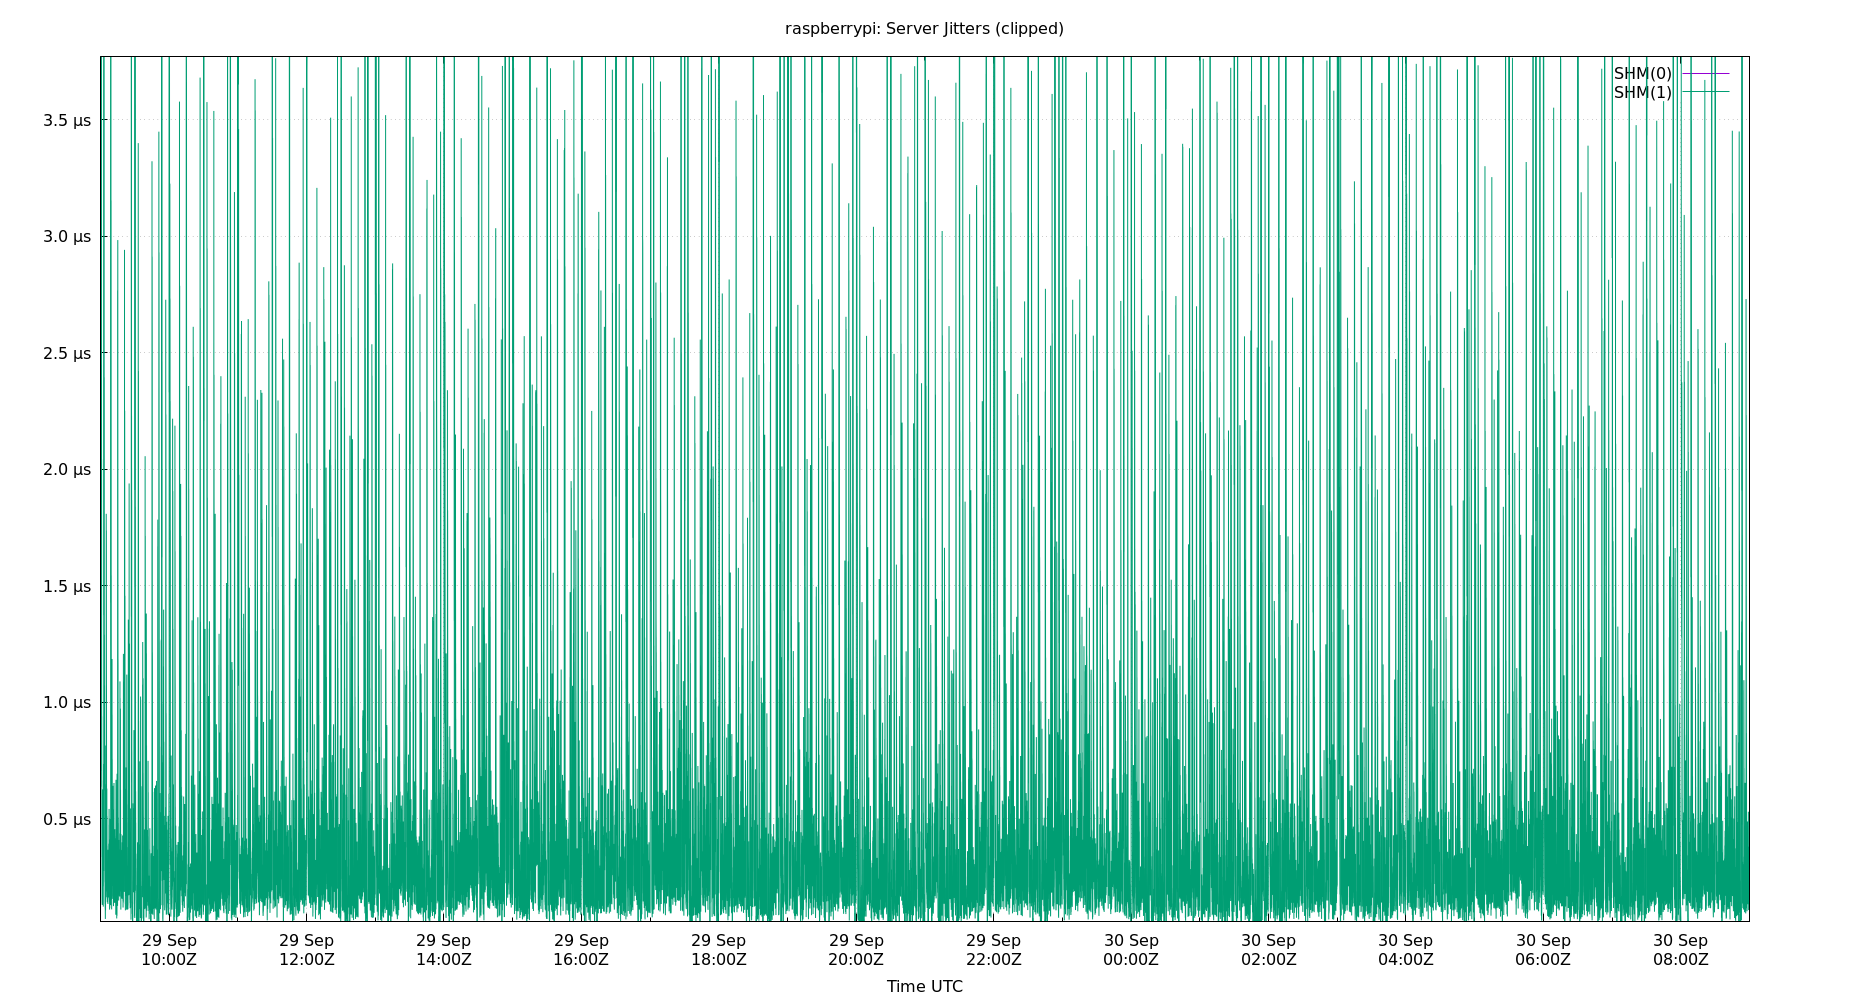 raspberrypi: Server Jitters (clipped)
SHM(0)
SHM(1)
3.5 µs
3.0 µs
2.5 µs
2.0 µs
1.5 µs
1.0 µs
0.5 µs
29 Sep 29 Sep 29 Sep 29 Sep 29 Sep 29 Sep 29 Sep 30 Sep 30 Sep 30 Sep 30 Sep 30 Sep
10:00Z 12:00Z 14:00Z 16:00Z 18:00Z 20:00Z 22:00Z 00:00Z 02:00Z 04:00Z 06:00Z 08:00Z
Time UTC